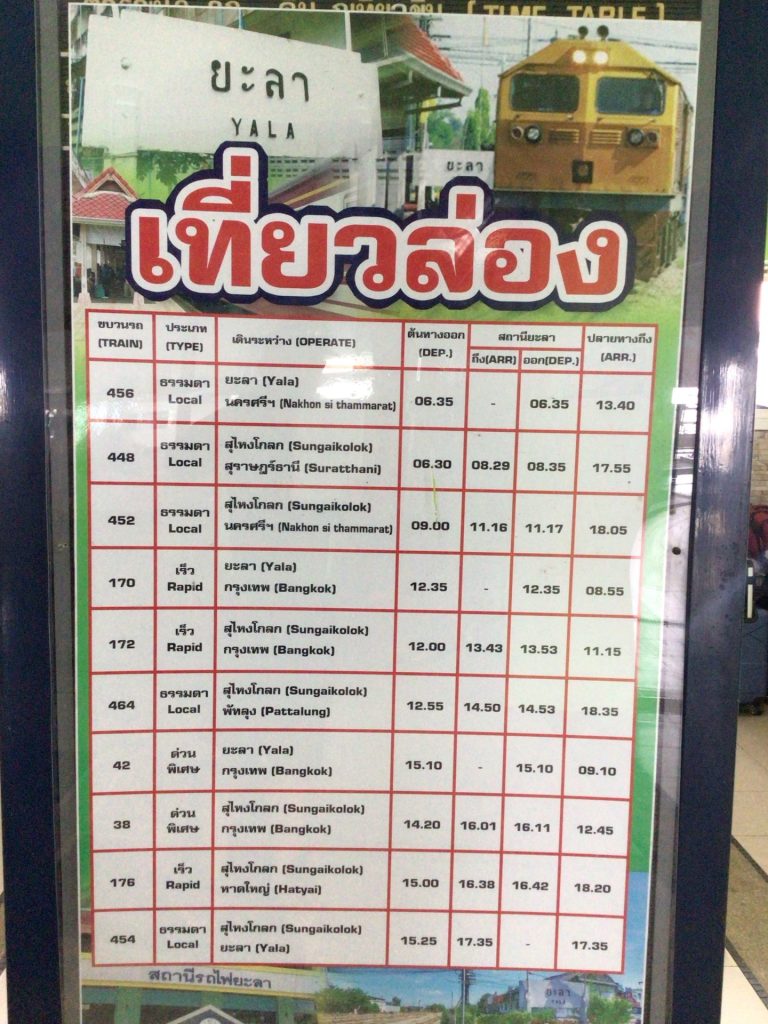 ( TIME TABLE )
ยะลา
YALA
ยะลา
เที่ยวล่อง
ขบวนรถ (TRAIN) ประเภท (TYPE) เดินระหว่าง (OPERATE) ต้นทางออก (DEP.) สถานียะลา ถึง(ARR) ออก(DEP.) ปลายทางถึง (ARR.)
456 ธรรมดา Local ยะลา (Yala) นครศรีฯ (Nakhon si thammarat) 06.35 - 06.35 13.40
448 ธรรมดา Local สุไหงโกลก (Sungaikolok) สุราษฎร์ธานี (Suratthani) 06.30 08.29 08.35 17.55
452 ธรรมดา Local สุไหงโกลก (Sungaikolok) นครศรีฯ (Nakhon si thammarat) 09.00 11.16 11.17 18.05
170 เร็ว Rapid ยะลา (Yala) กรุงเทพ (Bangkok) 12.35 - 12.35 08.55
172 เร็ว Rapid สุไหงโกลก (Sungaikolok) กรุงเทพ (Bangkok) 12.00 13.43 13.53 11.15
464 ธรรมดา Local สุไหงโกลก (Sungaikolok) พัทลุง (Pattalung) 12.55 14.50 14.53 18.35
42 ด่วน พิเศษ ยะลา (Yala) กรุงเทพ (Bangkok) 15.10 - 15.10 09.10
38 ด่วน พิเศษ สุไหงโกลก (Sungaikolok) กรุงเทพ (Bangkok) 14.20 16.01 16.11 12.45
176 เร็ว Rapid สุไหงโกลก (Sungaikolok) หาดใหญ่ (Hatyai) 15.00 16.38 16.42 18.20
454 ธรรมดา Local สุไหงโกลก (Sungaikolok) ยะลา (Yala) 15.25 17.35 - 17.35
สถานีรถไฟยะลา
ยะลา
YALA